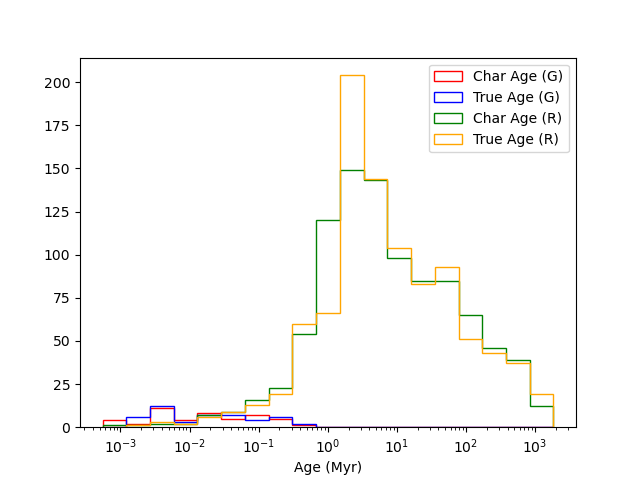 200
175
150
125
100
75
50
25
0
10⁻³ 10⁻² 10⁻¹ 10⁰ 10¹ 10² 10³
Age (Myr)
Char Age (G)
True Age (G)
Char Age (R)
True Age (R)